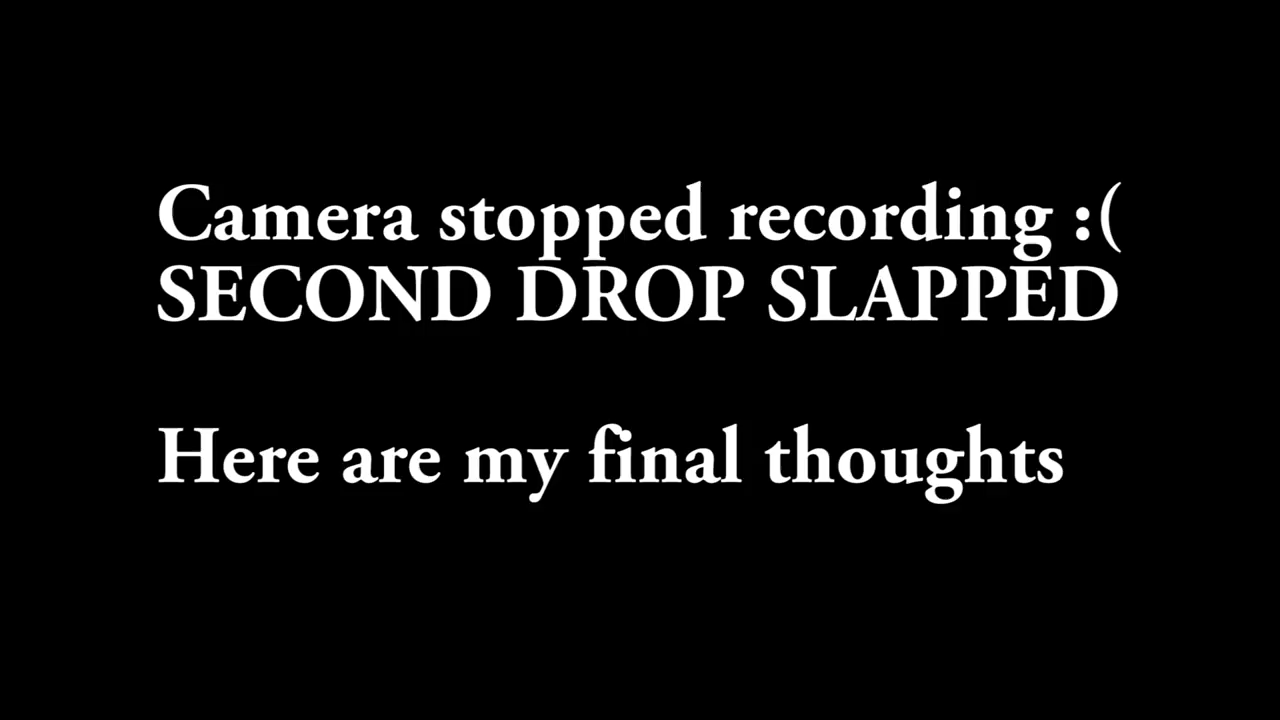 Camera stopped recording :(
SECOND DROP SLAPPED
Here are my final thoughts